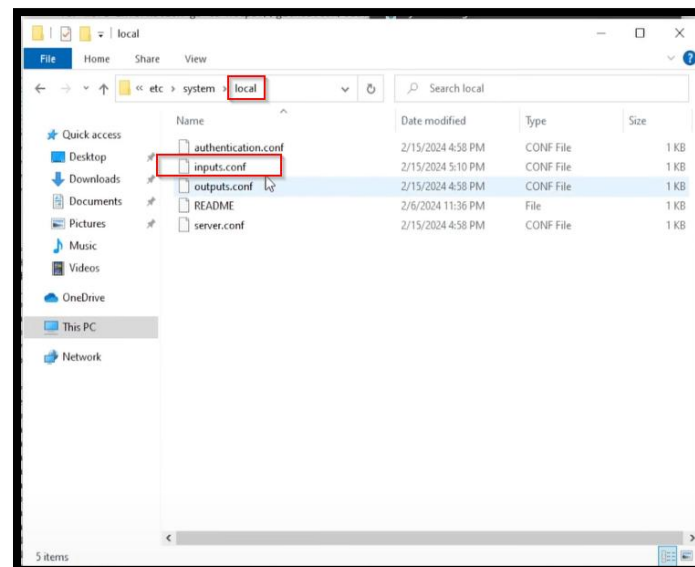 local
File Home Share View
« etc › system › local
Search local
Name Date modified Type Size
Quick access
Desktop
Downloads
Documents
Pictures
Music
Videos
OneDrive
This PC
Network
authentication.conf 2/15/2024 4:58 PM CONF File 1 KB
inputs.conf 2/15/2024 5:10 PM CONF File 1 KB
outputs.conf 2/15/2024 4:58 PM CONF File 1 KB
README 2/6/2024 11:36 PM File 1 KB
server.conf 2/15/2024 4:58 PM CONF File 1 KB
5 items